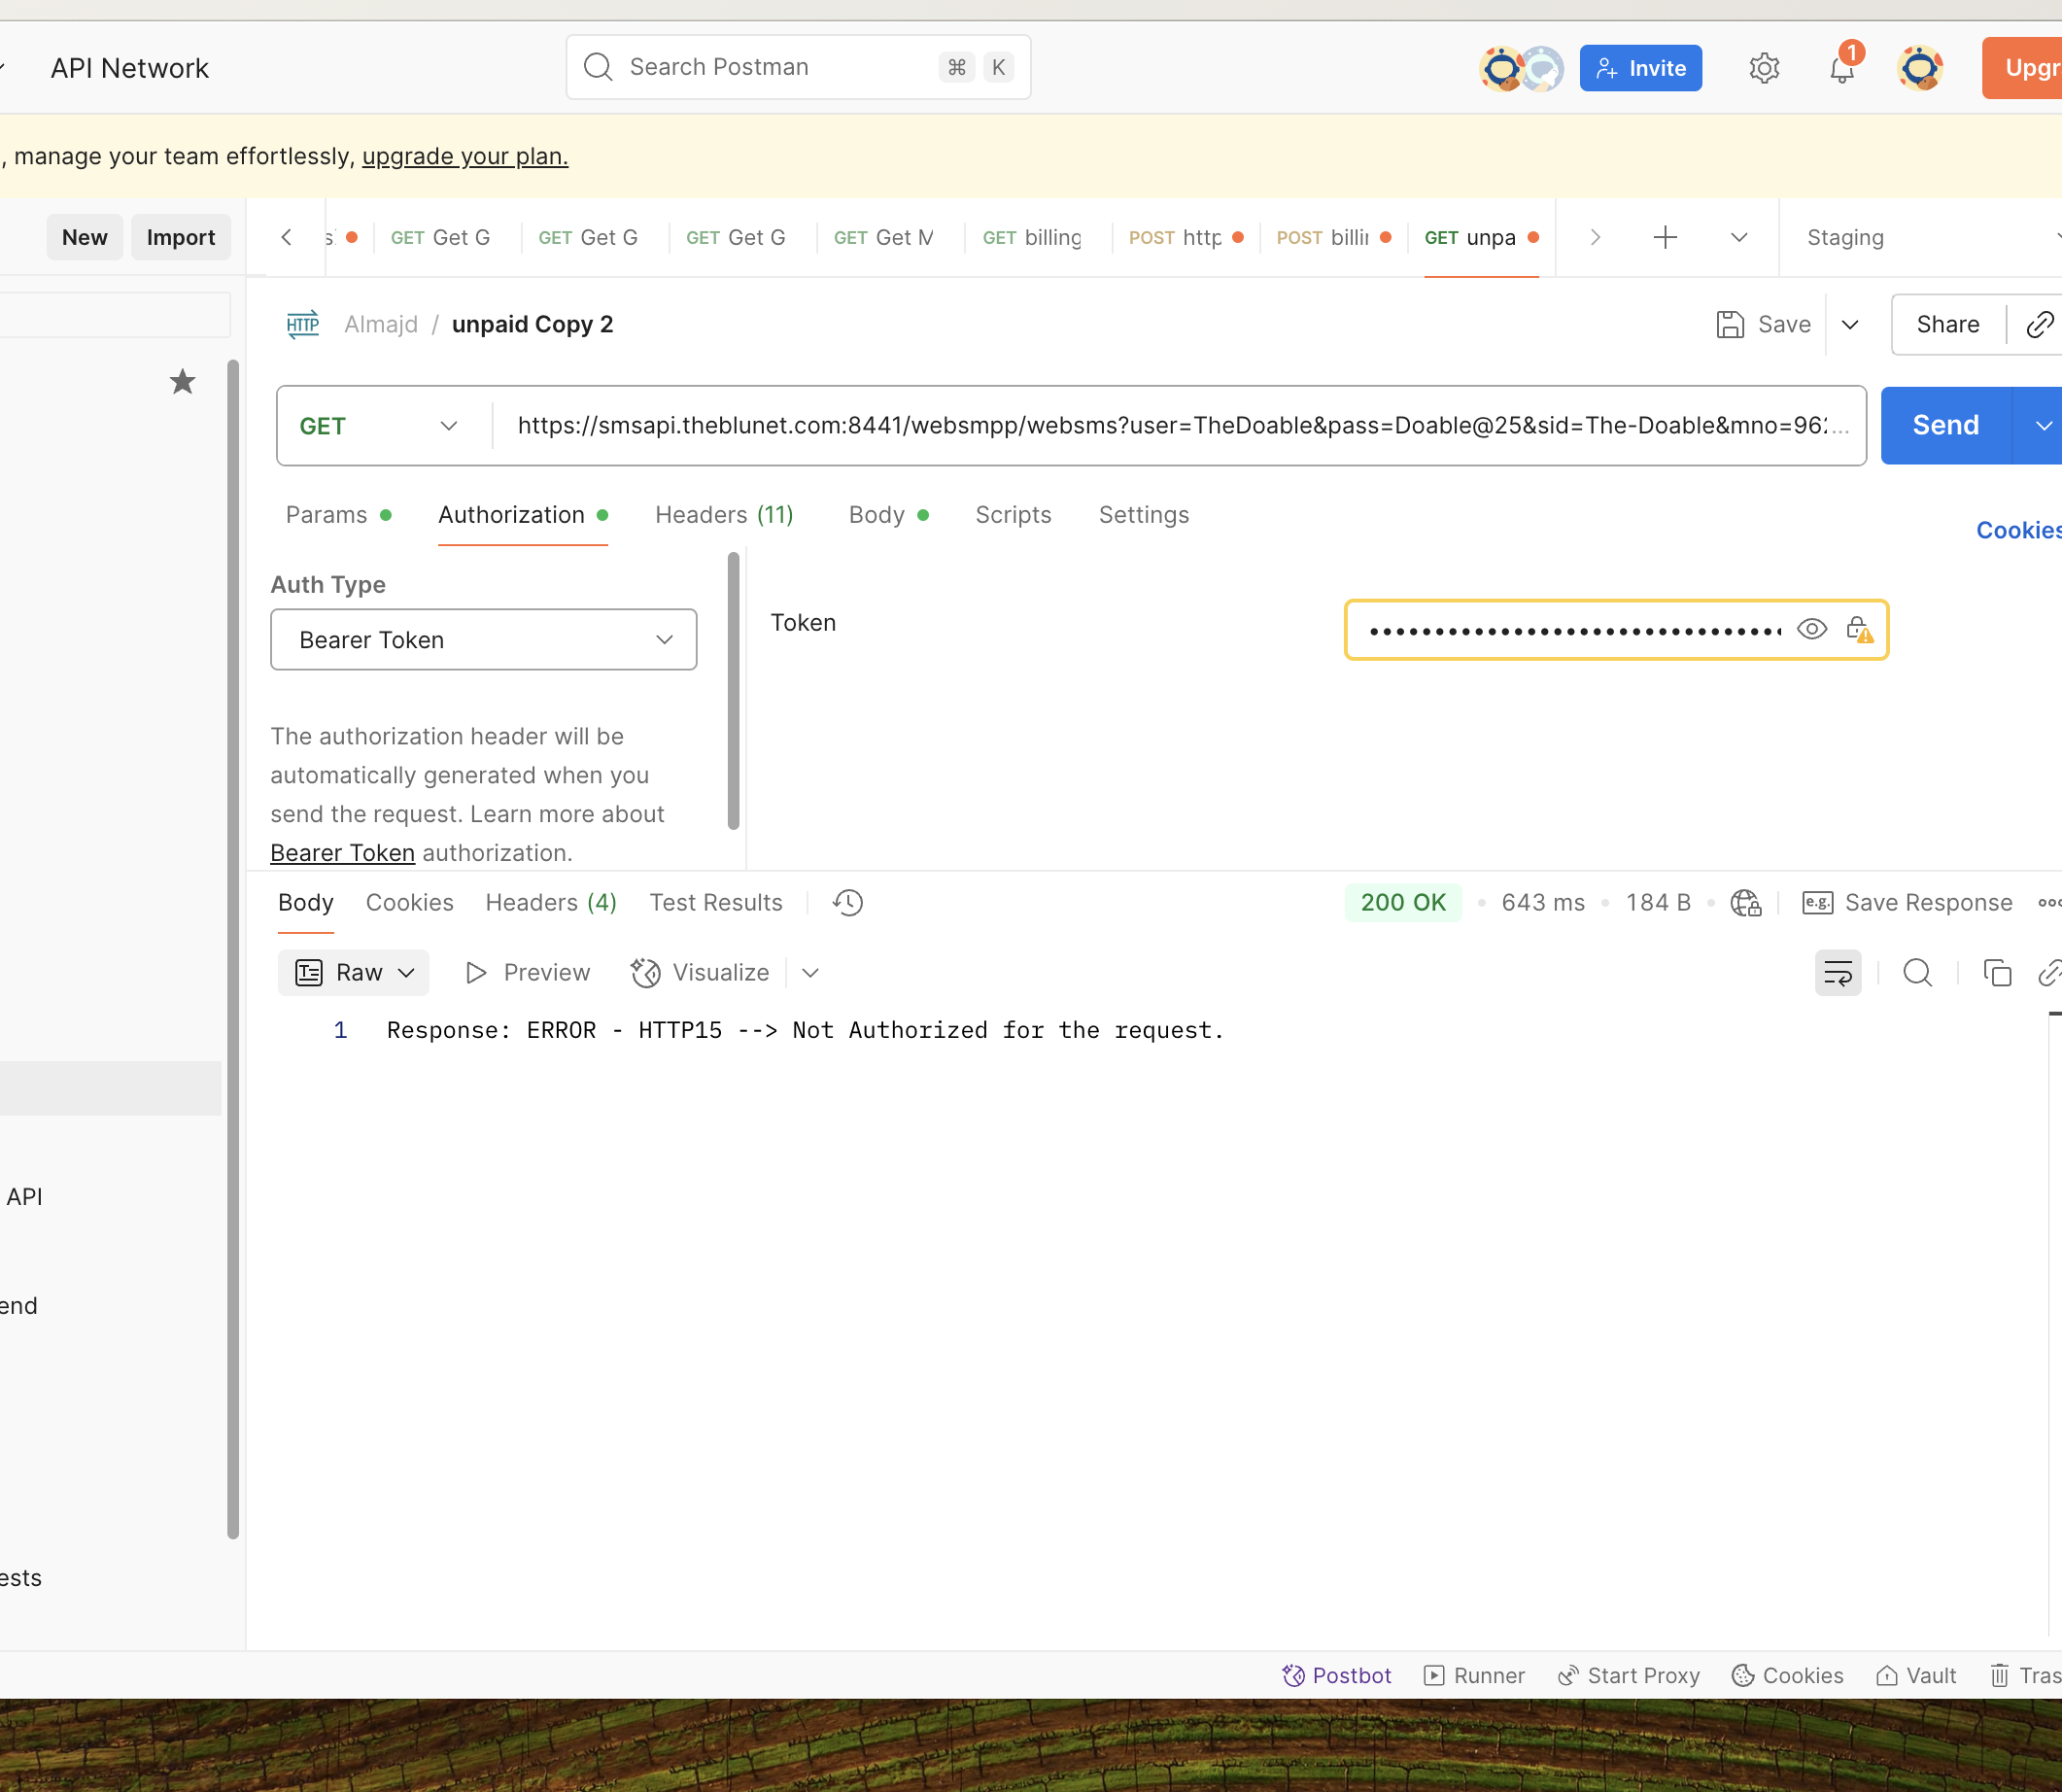 API Network
Search Postman
⌘ K
Invite
1
, manage your team effortlessly, upgrade your plan.
New Import
GET Get G
GET Get G
GET Get G
GET Get M
GET billing
POST http
POST billin
GET unpa
Staging
HTTP Almajd / unpaid Copy 2
Save
Share
GET
https://smsapi.theblunet.com:8441/websmpp/websms?user=TheDoable&pass=Doable@25&sid=The-Doable&mno=962...
Send
Params Authorization Headers (11) Body Scripts Settings
Cookies
Auth Type
Bearer Token
Token
The authorization header will be
automatically generated when you
send the request. Learn more about
Bearer Token authorization.
Body Cookies Headers (4) Test Results
200 OK • 643 ms • 184 B •
e.g. Save Response
Raw Preview Visualize
1 Response: ERROR - HTTP15 --> Not Authorized for the request.
API
end
ests
Postbot Runner Start Proxy Cookies Vault Tras